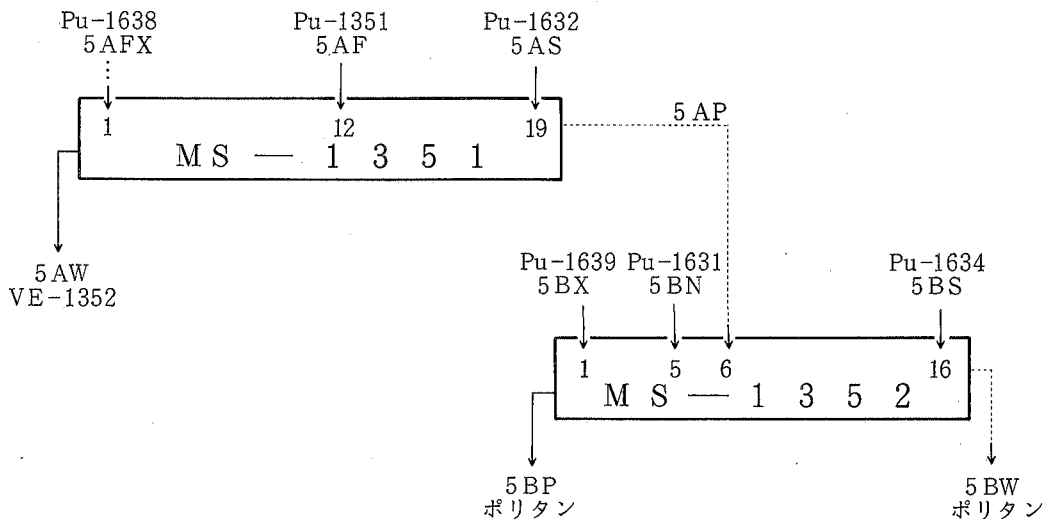 Pu-1638 Pu-1351 Pu-1632
5AFX 5AF 5AS
1 12 19
MS — 1351
5AP
5AW
VE-1352
Pu-1639 Pu-1631 Pu-1634
5BX 5BN 5BS
1 5 6 16
MS — 1352
5BP 5BW
ポリタン ポリタン